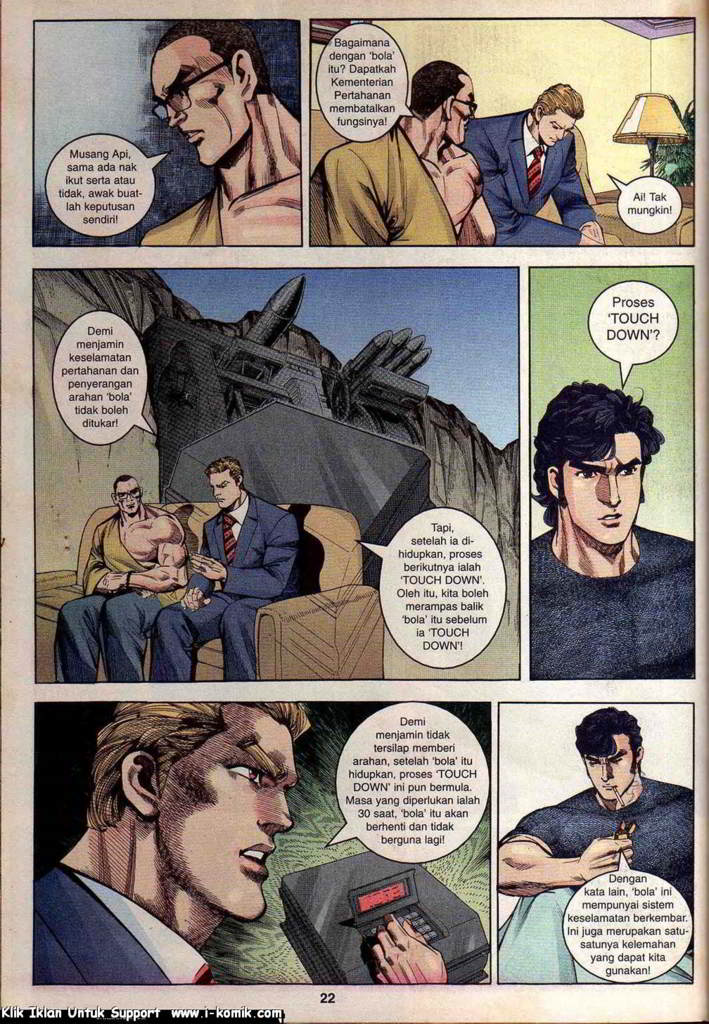 Musang Api,
sama ada nak
ikut serta atau
tidak, awak buat-
lah keputusan
sendiri!
Bagaimana
dengan 'bola'
itu? Dapatkah
Kementerian
Pertahanan
membatalkan
fungsinya!
Ai! Tak
mungkin!
Demi
menjamin
keselamatan
pertahanan dan
penyerangan
arahan 'bola'
tidak boleh
ditukar!
Tapi,
setelah ia di-
hidupkan, proses
berikutnya ialah
'TOUCH DOWN'.
Oleh itu, kita boleh
merampas balik
'bola' itu sebelum
ia 'TOUCH
DOWN'!
Proses
'TOUCH
DOWN'?
Demi
menjamin tidak
tersilap memberi
arahan, setelah 'bola' itu
hidupkan, proses 'TOUCH
DOWN' ini pun bermula.
Masa yang diperlukan ialah
30 saat, 'bola' itu akan
berhenti dan tidak
berguna lagi!
Dengan
kata lain, 'bola' ini
mempunyai sistem
keselamatan berkembar.
Ini juga merupakan satu-
satunya kelemahan
yang dapat kita
gunakan!
22
Klik Iklan Untuk Support www.i-komik.com